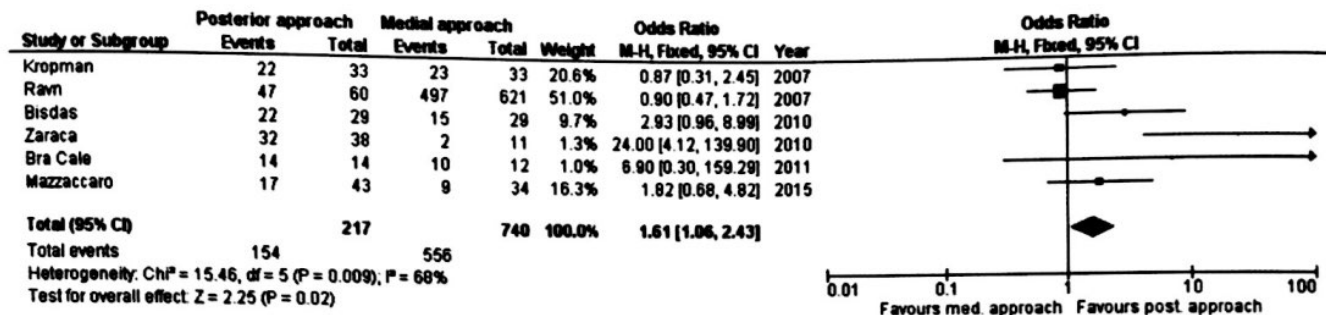 Posterior approach Medial approach Odds Ratio Odds Ratio
Study or Subgroup Events Total Events Total Weight M-H, Fixed, 95% CI Year M-H, Fixed, 95% CI
Kropman 22 33 23 33 20.6% 0.87 [0.31, 2.45] 2007
Ravn 47 60 497 621 51.0% 0.90 [0.47, 1.72] 2007
Bisdas 22 29 15 29 9.7% 2.93 [0.96, 8.99] 2010
Zaraca 32 38 2 11 1.3% 24.00 [4.12, 139.90] 2010
Bra Cale 14 14 10 12 1.0% 6.90 [0.30, 159.29] 2011
Mazzaccaro 17 43 9 34 16.3% 1.82 [0.68, 4.82] 2015
Total (95% CI) 217 740 100.0% 1.61 [1.06, 2.43]
Total events 154 556
Heterogeneity: Chi² = 15.46, df = 5 (P = 0.009); I² = 68%
Test for overall effect: Z = 2.25 (P = 0.02)
0.01 0.1 1 10 100
Favours med. approach Favours post. approach